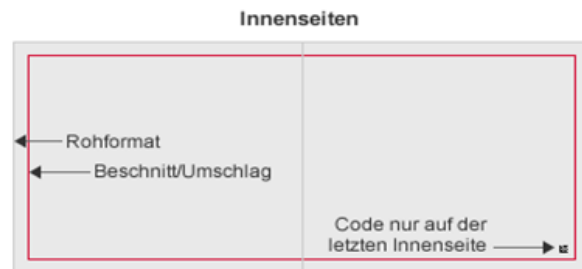 Innenseiten
Rohformat
Beschnitt/Umschlag
Code nur auf der
letzten Innenseite